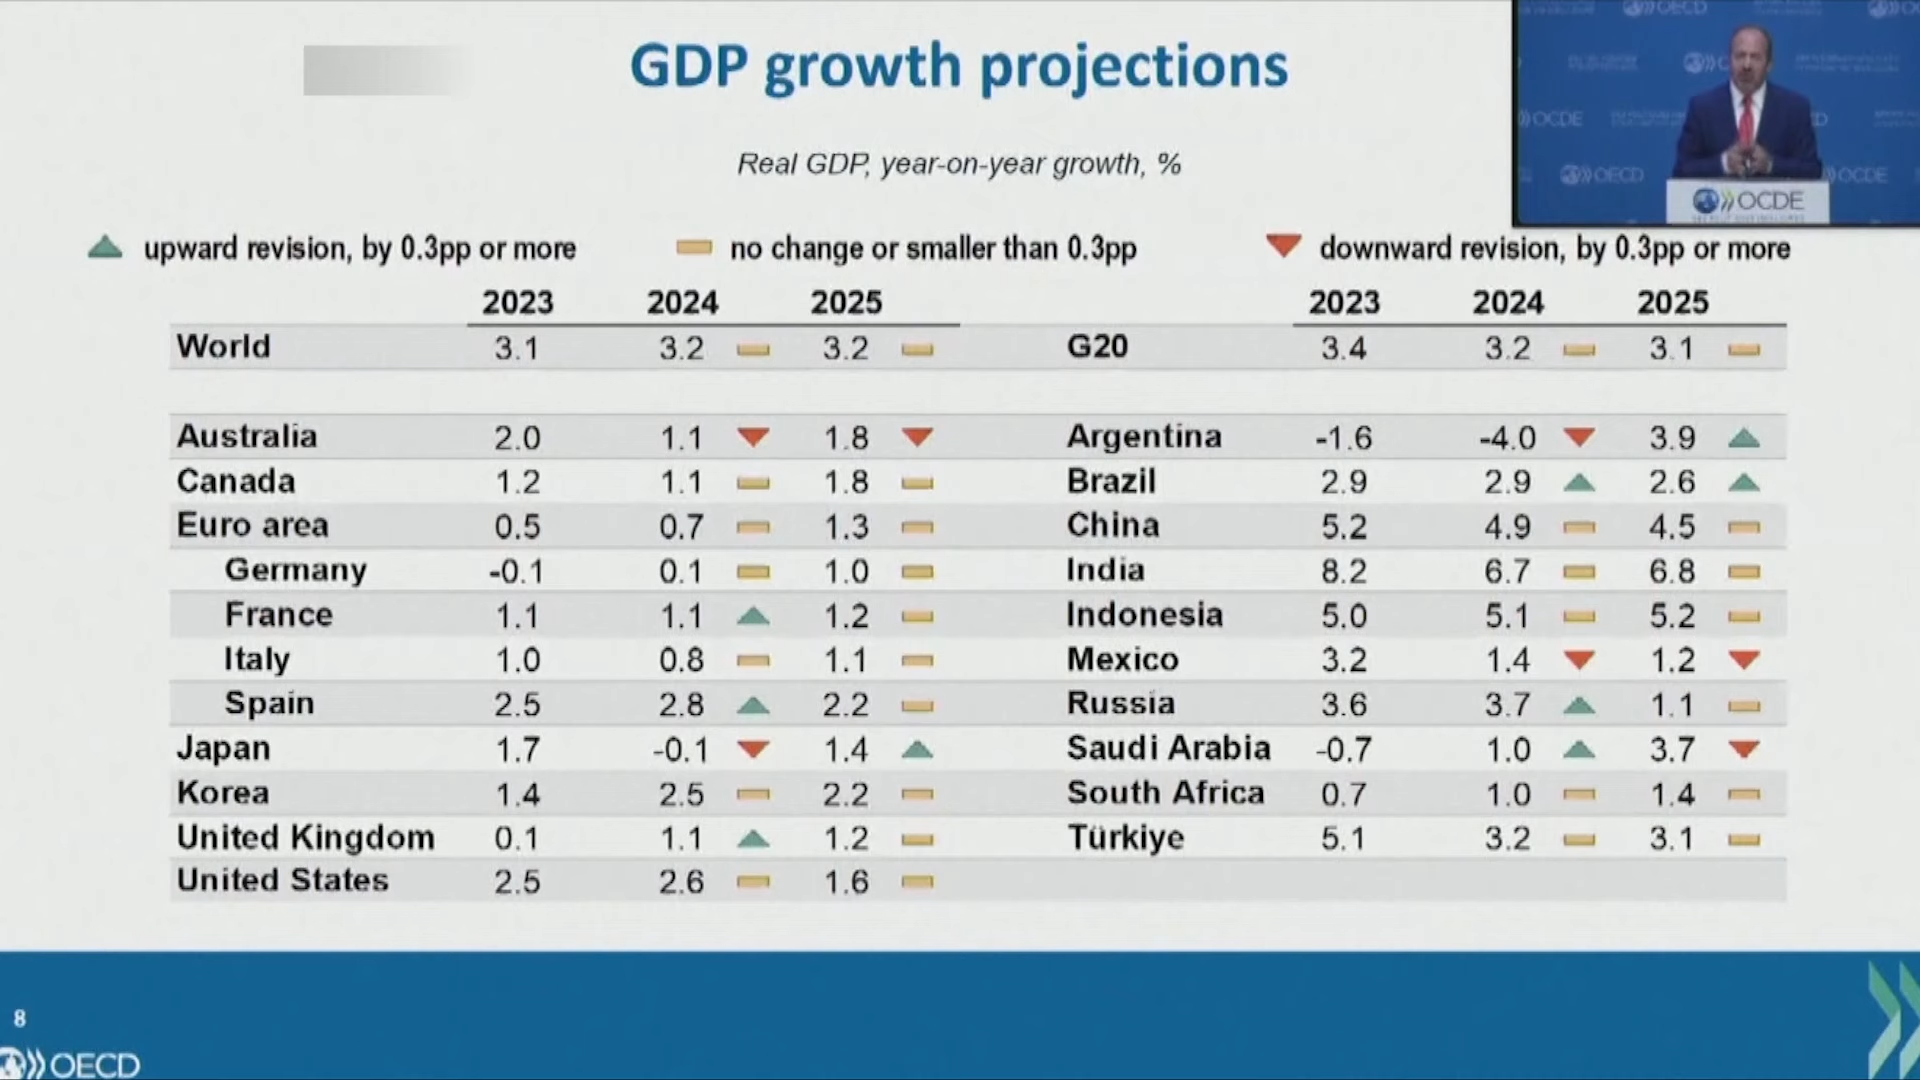 GDP growth projections
Real GDP, year-on-year growth, %
upward revision, by 0.3pp or more no change or smaller than 0.3pp downward revision, by 0.3pp or more
2023 2024 2025 2023 2024 2025
World 3.1 3.2 3.2 G20 3.4 3.2 3.1
Australia 2.0 1.1 1.8 Argentina -1.6 -4.0 3.9
Canada 1.2 1.1 1.8 Brazil 2.9 2.9 2.6
Euro area 0.5 0.7 1.3 China 5.2 4.9 4.5
Germany -0.1 0.1 1.0 India 8.2 6.7 6.8
France 1.1 1.1 1.2 Indonesia 5.0 5.1 5.2
Italy 1.0 0.8 1.1 Mexico 3.2 1.4 1.2
Spain 2.5 2.8 2.2 Russia 3.6 3.7 1.1
Japan 1.7 -0.1 1.4 Saudi Arabia -0.7 1.0 3.7
Korea 1.4 2.5 2.2 South Africa 0.7 1.0 1.4
United Kingdom 0.1 1.1 1.2 Türkiye 5.1 3.2 3.1
United States 2.5 2.6 1.6
8
OECD
OECD
OCDE
OECD
OCDE
OCDE